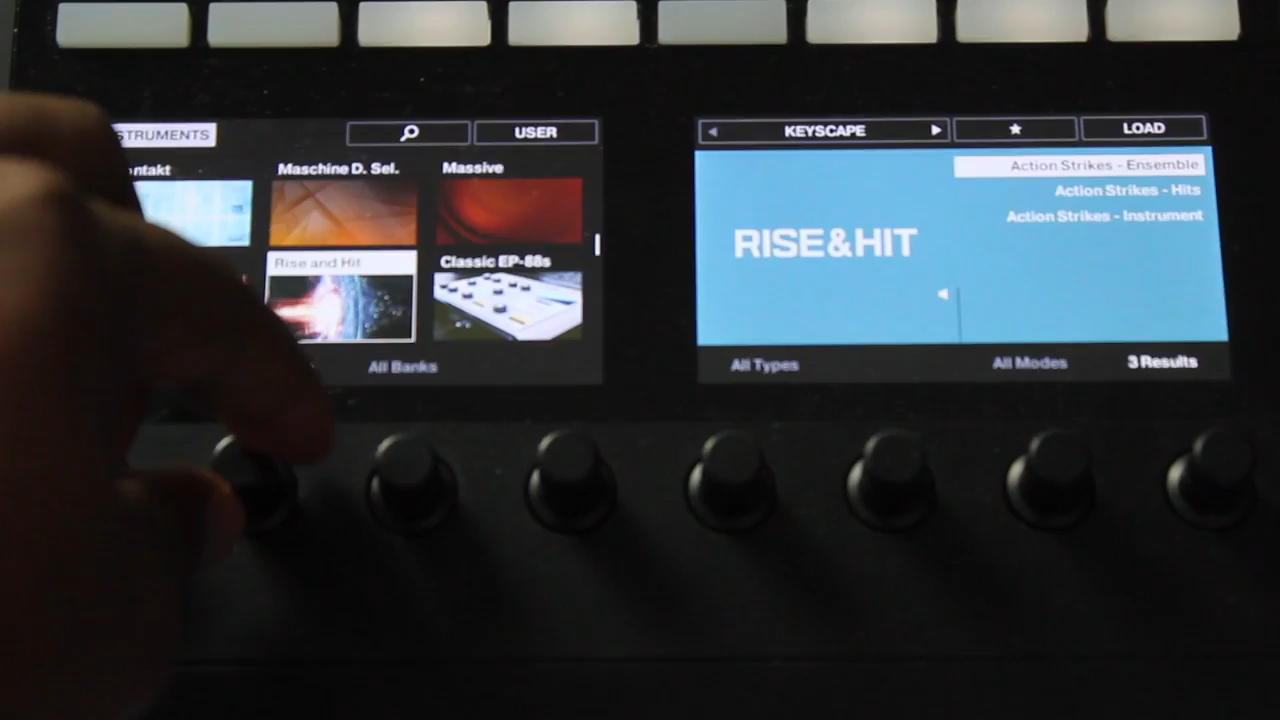 STRUMENTS
USER
ntakt
Maschine D. Sel.
Massive
Rise and Hit
Classic EP-88s
All Banks
KEYSCAPE
LOAD
RISE&HIT
Action Strikes - Ensemble
Action Strikes - Hits
Action Strikes - Instrument
All Types
All Modes
3 Results